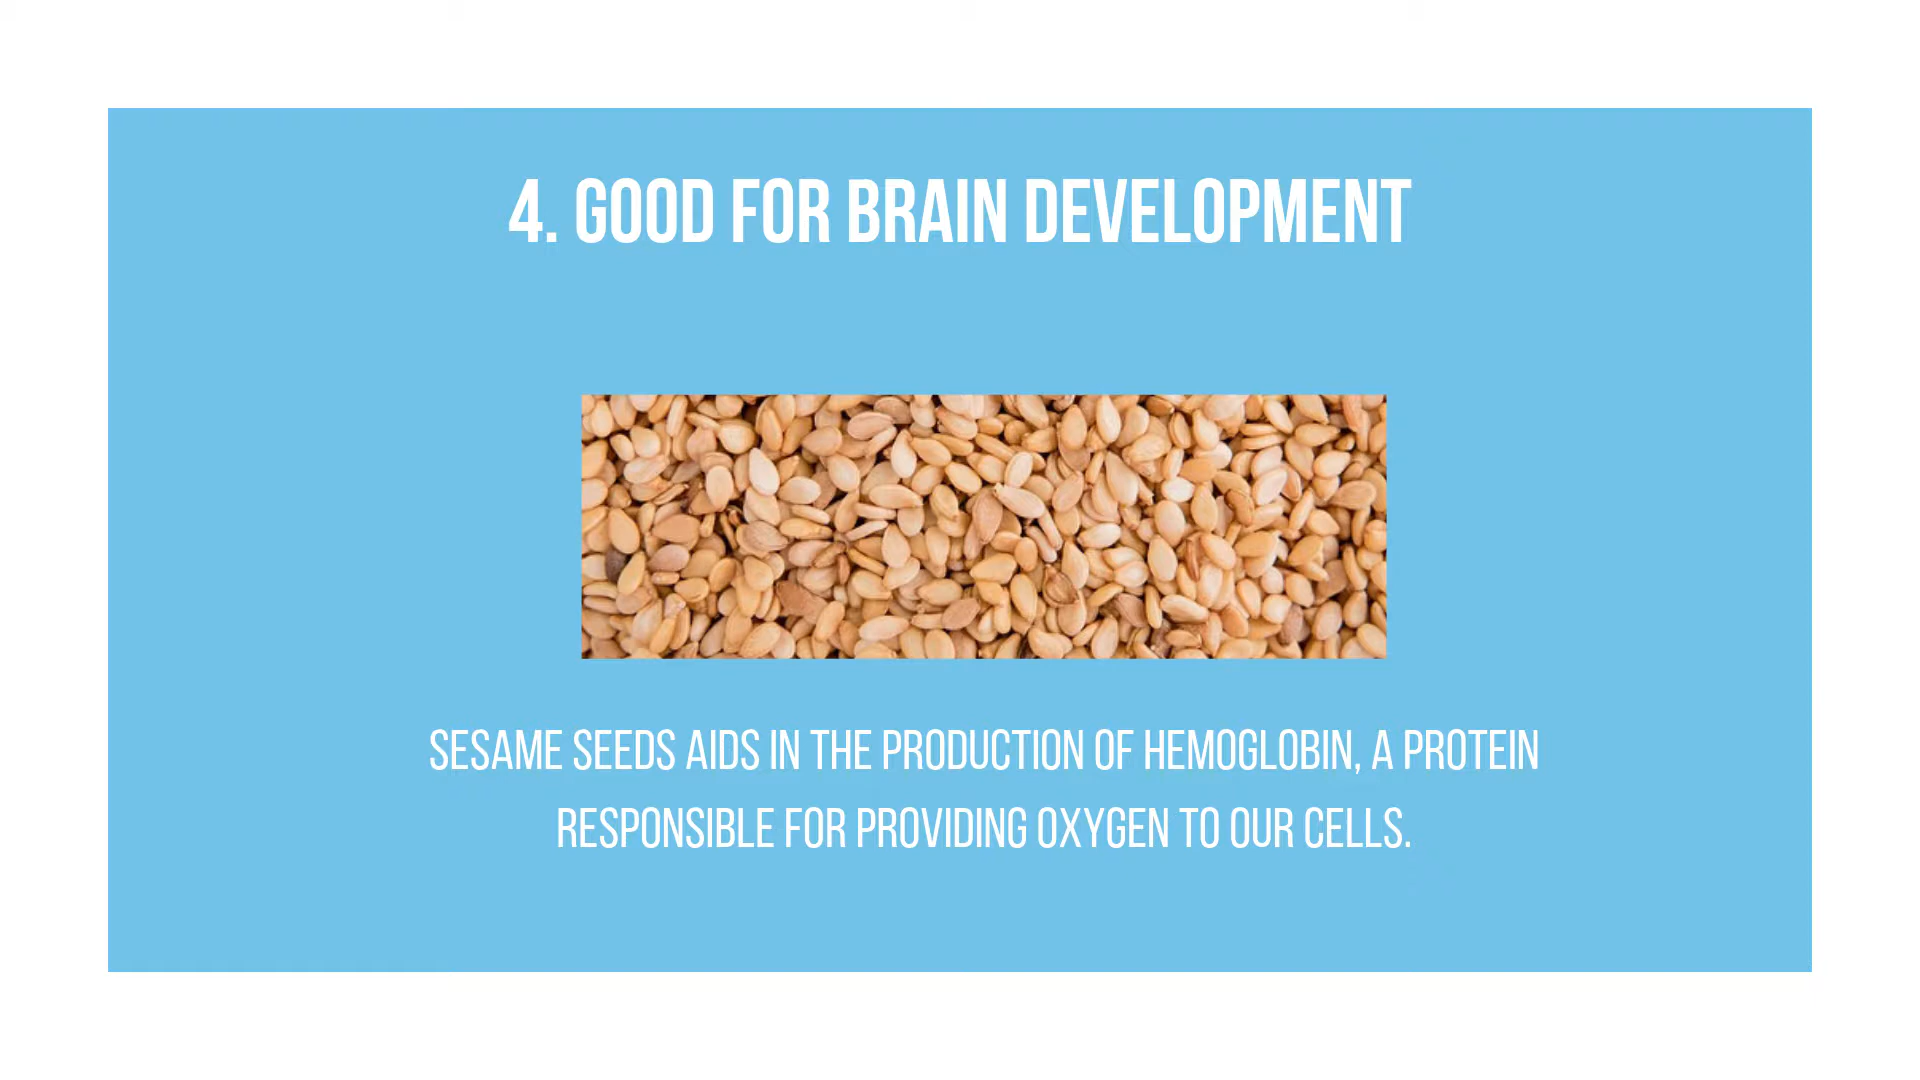 4. GOOD FOR BRAIN DEVELOPMENT
SESAME SEEDS AIDS IN THE PRODUCTION OF HEMOGLOBIN, A PROTEIN
RESPONSIBLE FOR PROVIDING OXYGEN TO OUR CELLS.